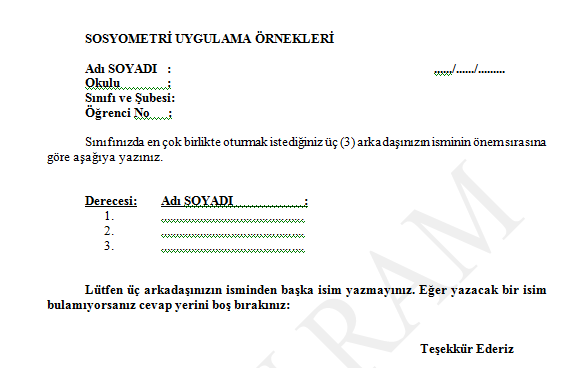 SOSYOMETRİ UYGULAMA ÖRNEKLERİ
Adı SOYADI : ,,,,,,/....../.........
Okulu :
Sınıfı ve Şubesi:
Öğrenci No :
Sınıfınızda en çok birlikte oturmak istediğiniz üç (3) arkadaşınızın isminin önem sırasına
göre aşağıya yazınız.
Derecesi: Adı SOYADI :
1. ................................................
2. ................................................
3. ................................................
Lütfen üç arkadaşınızın isminden başka isim yazmayınız. Eğer yazacak bir isim
bulamıyorsanız cevap yerini boş bırakınız:
Teşekkür Ederiz
RAM